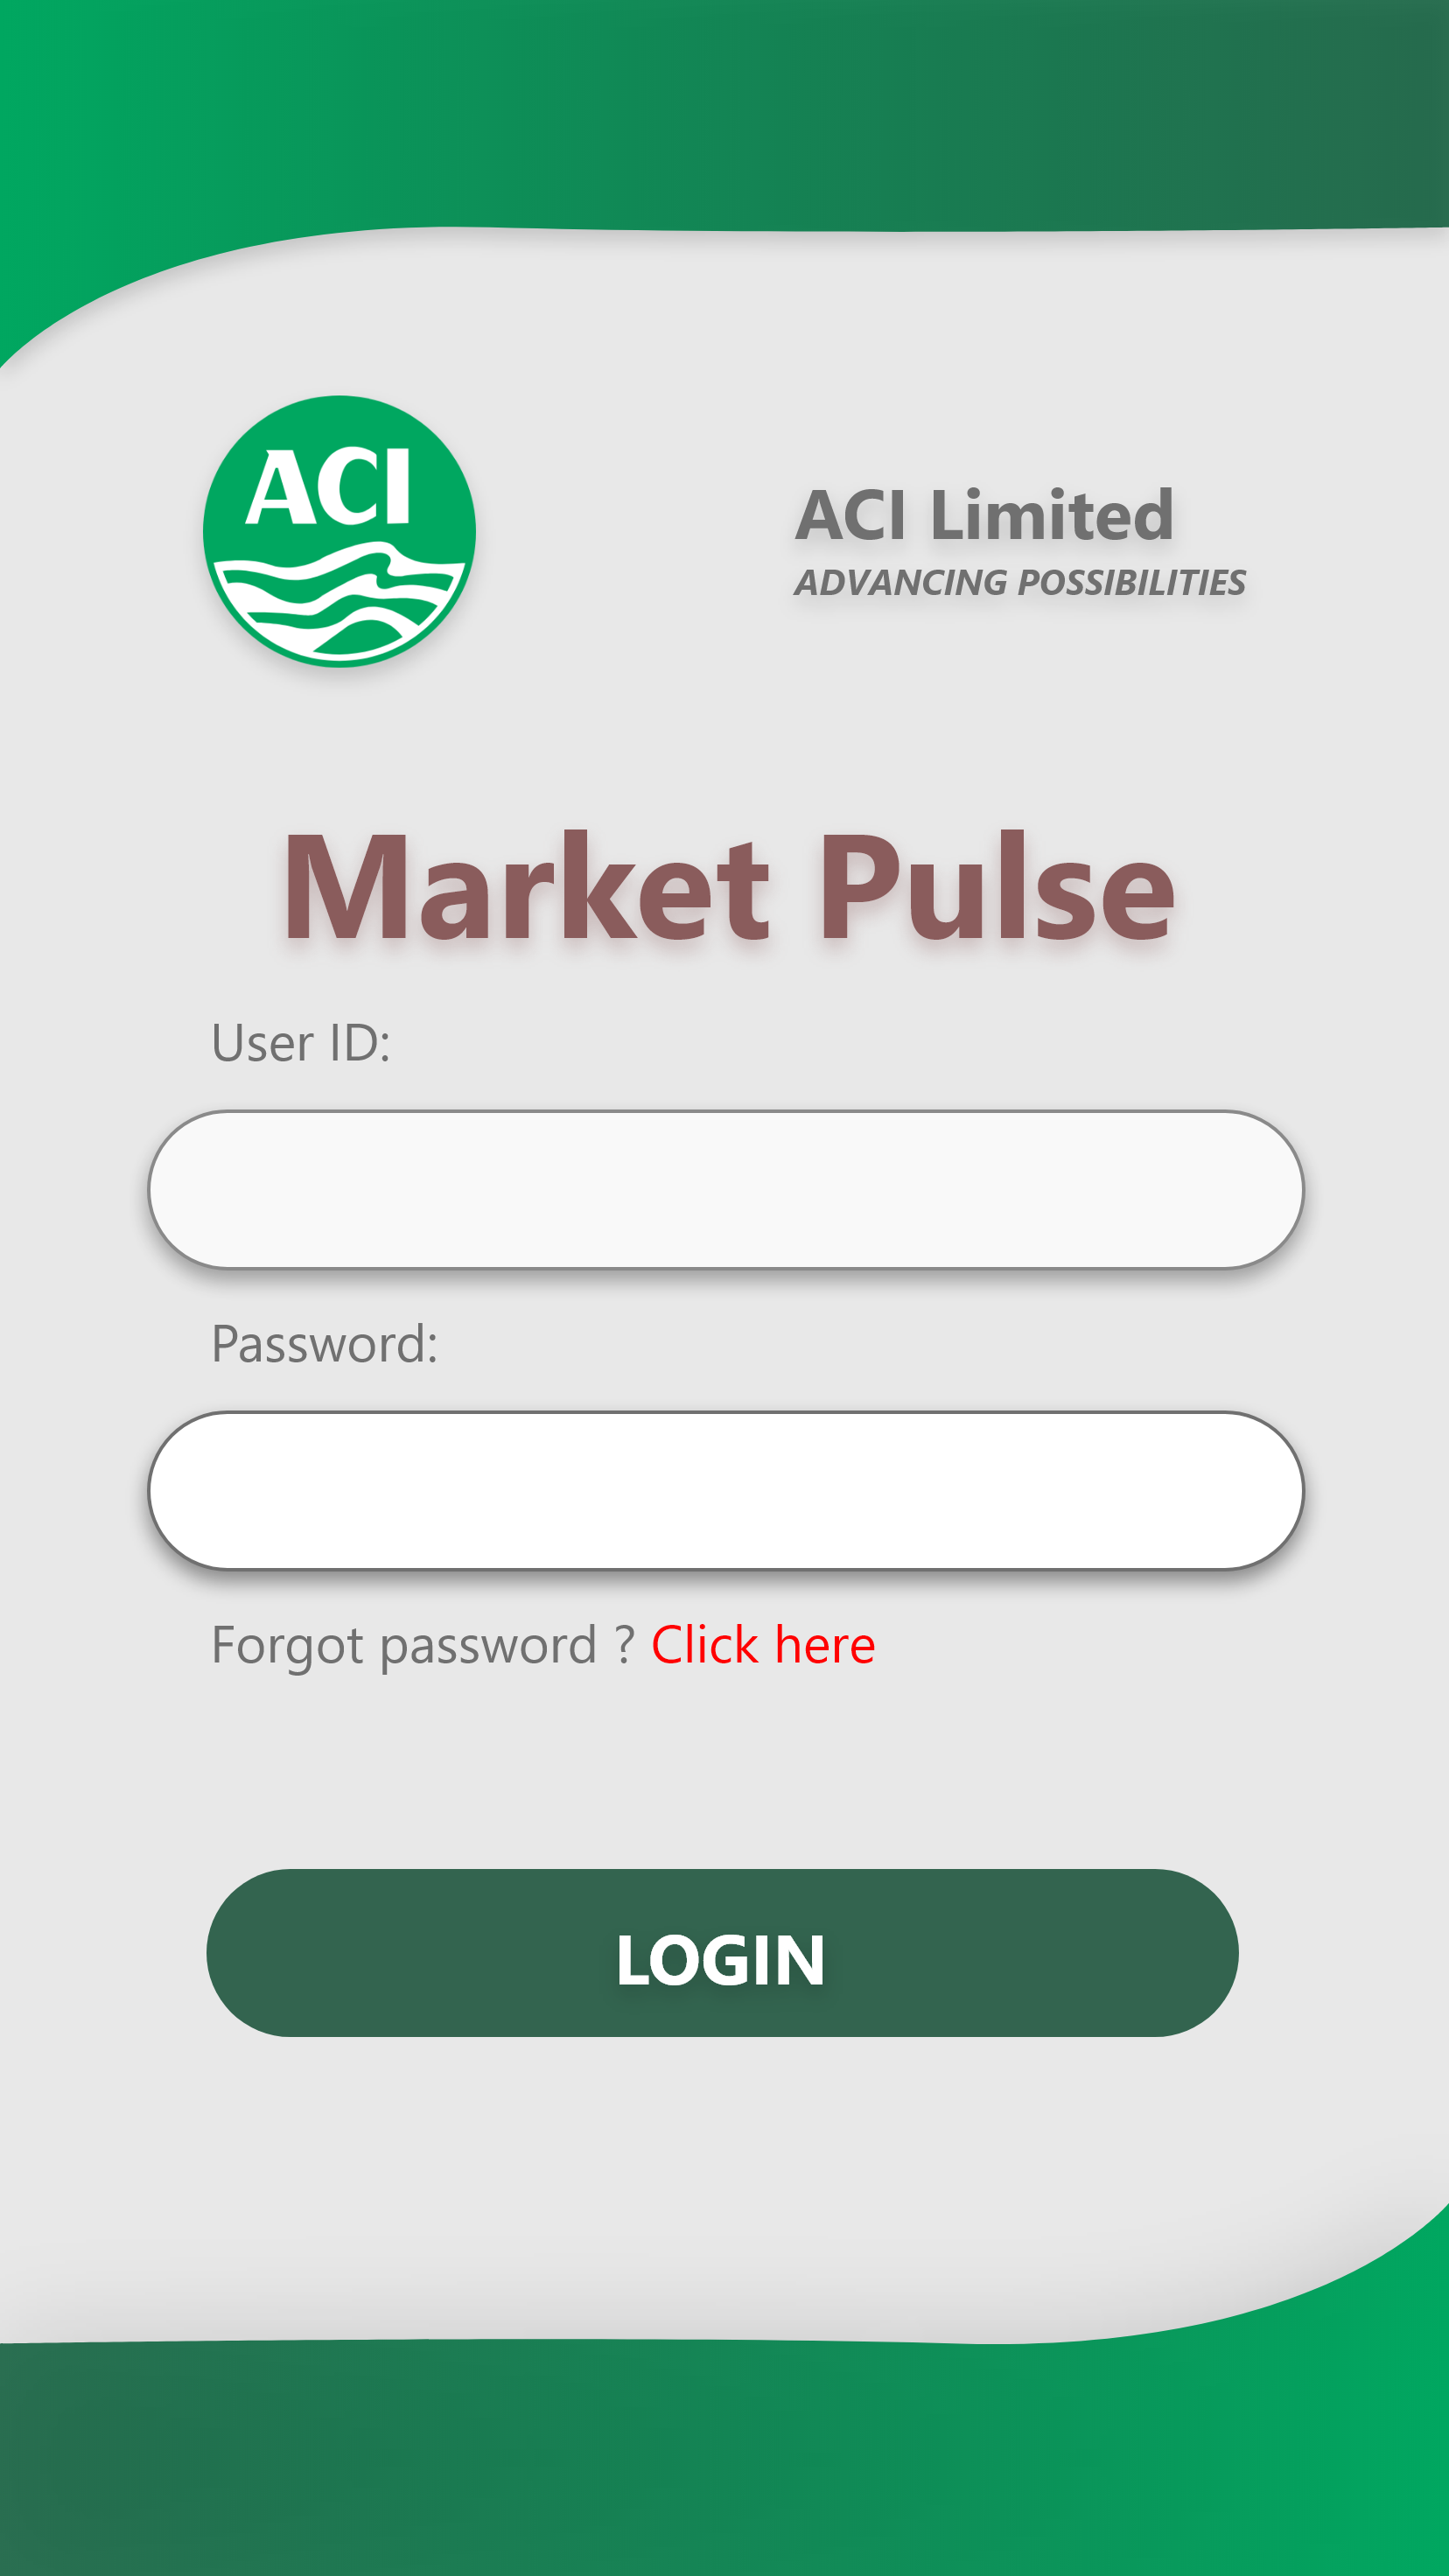 ACI
ACI Limited
ADVANCING POSSIBILITIES
Market Pulse
User ID:
Password:
Forgot password ? Click here
LOGIN